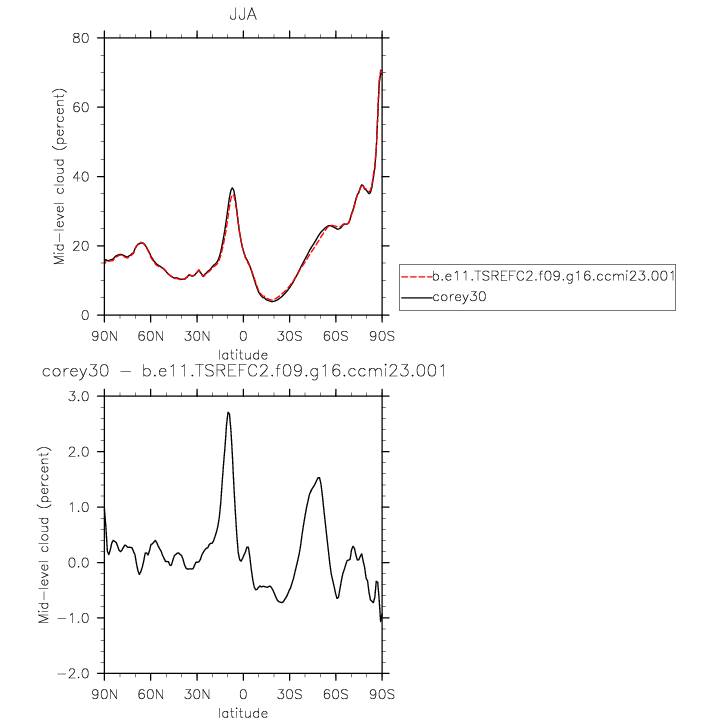 JJA
Mid-level cloud (percent)
80
60
40
20
0
90N 60N 30N 0 30S 60S 90S
latitude
b.e11.TSREFC2.f09.g16.ccmi23.001
corey30
corey30 - b.e11.TSREFC2.f09.g16.ccmi23.001
Mid-level cloud (percent)
3.0
2.0
1.0
0.0
-1.0
-2.0
90N 60N 30N 0 30S 60S 90S
latitude